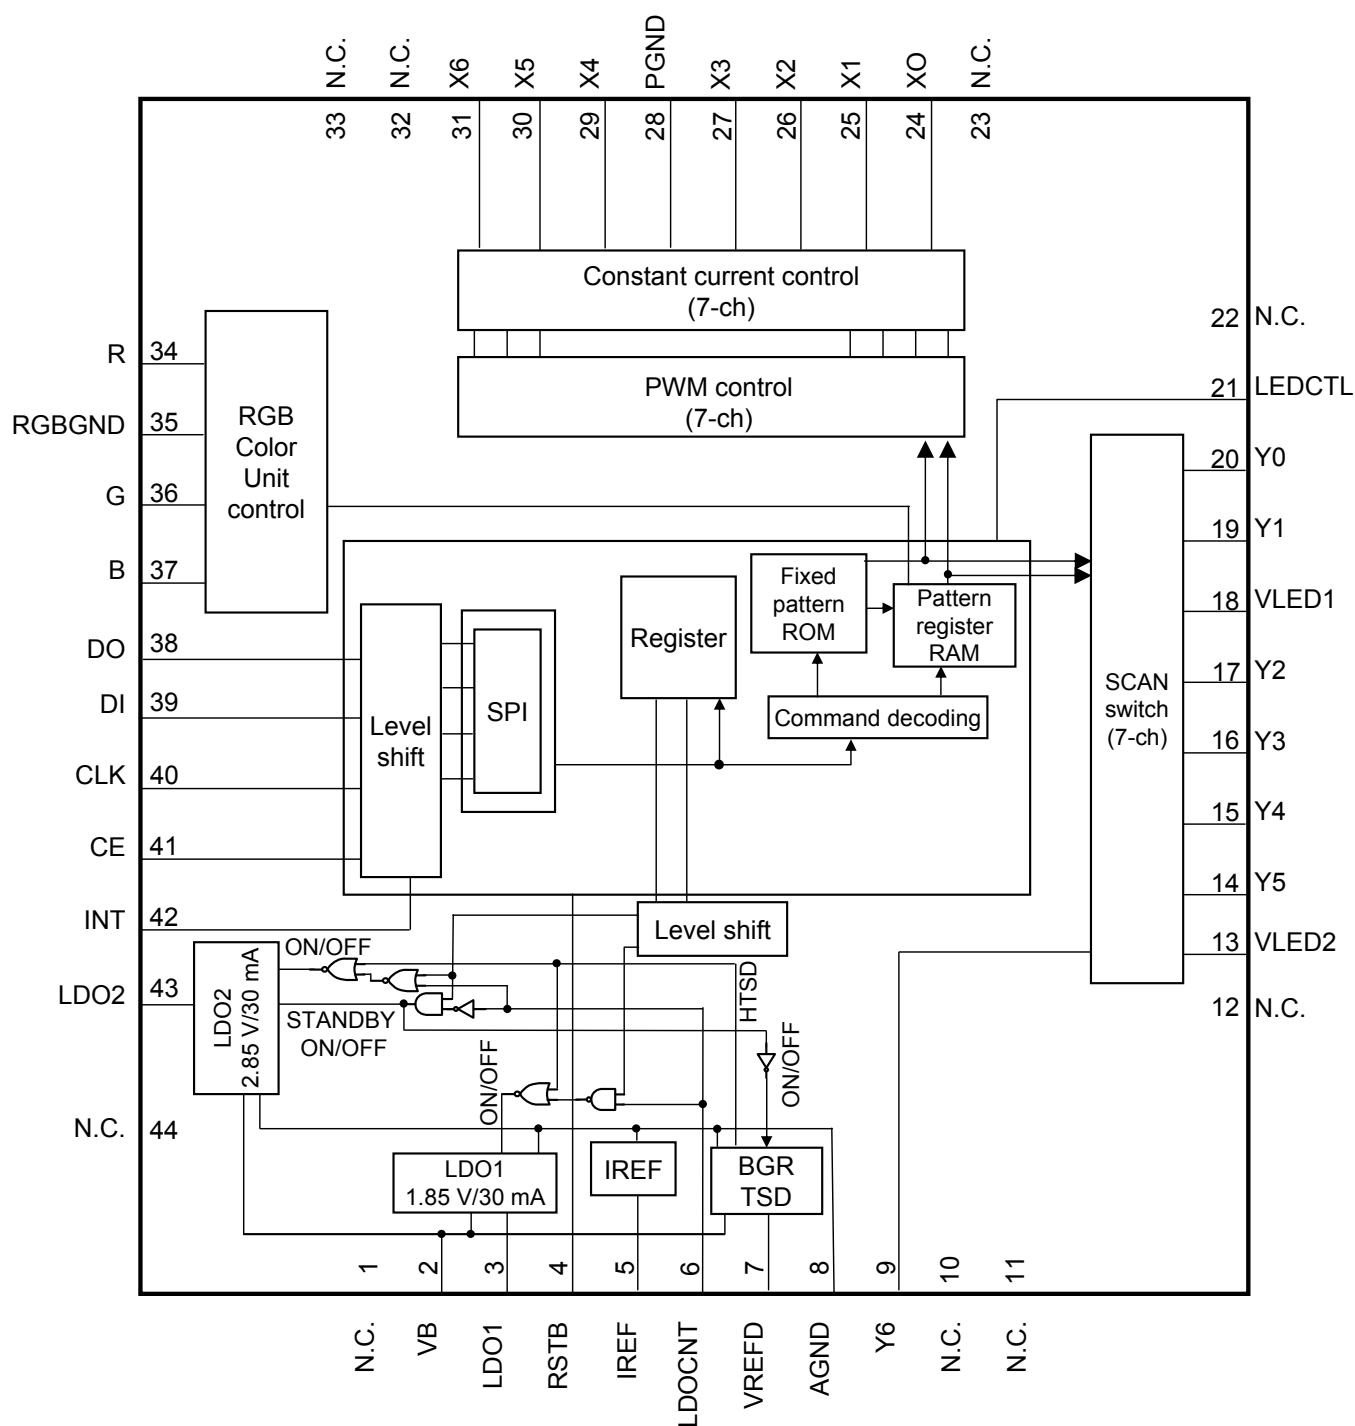 N.C.
N.C.
X6
X5
X4
PGND
X3
X2
X1
XO
N.C.
33
32
31
30
29
28
27
26
25
24
23
Constant current control
(7-ch)
PWM control
(7-ch)
22 N.C.
21 LEDCTL
20 Y0
19 Y1
18 VLED1
17 Y2
16 Y3
15 Y4
14 Y5
13 VLED2
12 N.C.
R 34
RGBGND 35
G 36
B 37
DO 38
DI 39
CLK 40
CE 41
INT 42
LDO2 43
N.C. 44
RGB
Color
Unit
control
Level
shift
SPI
Register
Fixed
pattern
ROM
Pattern
register
RAM
Command decoding
SCAN
switch
(7-ch)
Level shift
ON/OFF
LDO2
2.85 V/30 mA
STANDBY
ON/OFF
HTSD
ON/OFF
ON/OFF
LDO1
1.85 V/30 mA
IREF
BGR
TSD
1
2
3
4
5
6
7
8
9
10
11
N.C.
VB
LDO1
RSTB
IREF
LDOCNT
VREFD
AGND
Y6
N.C.
N.C.